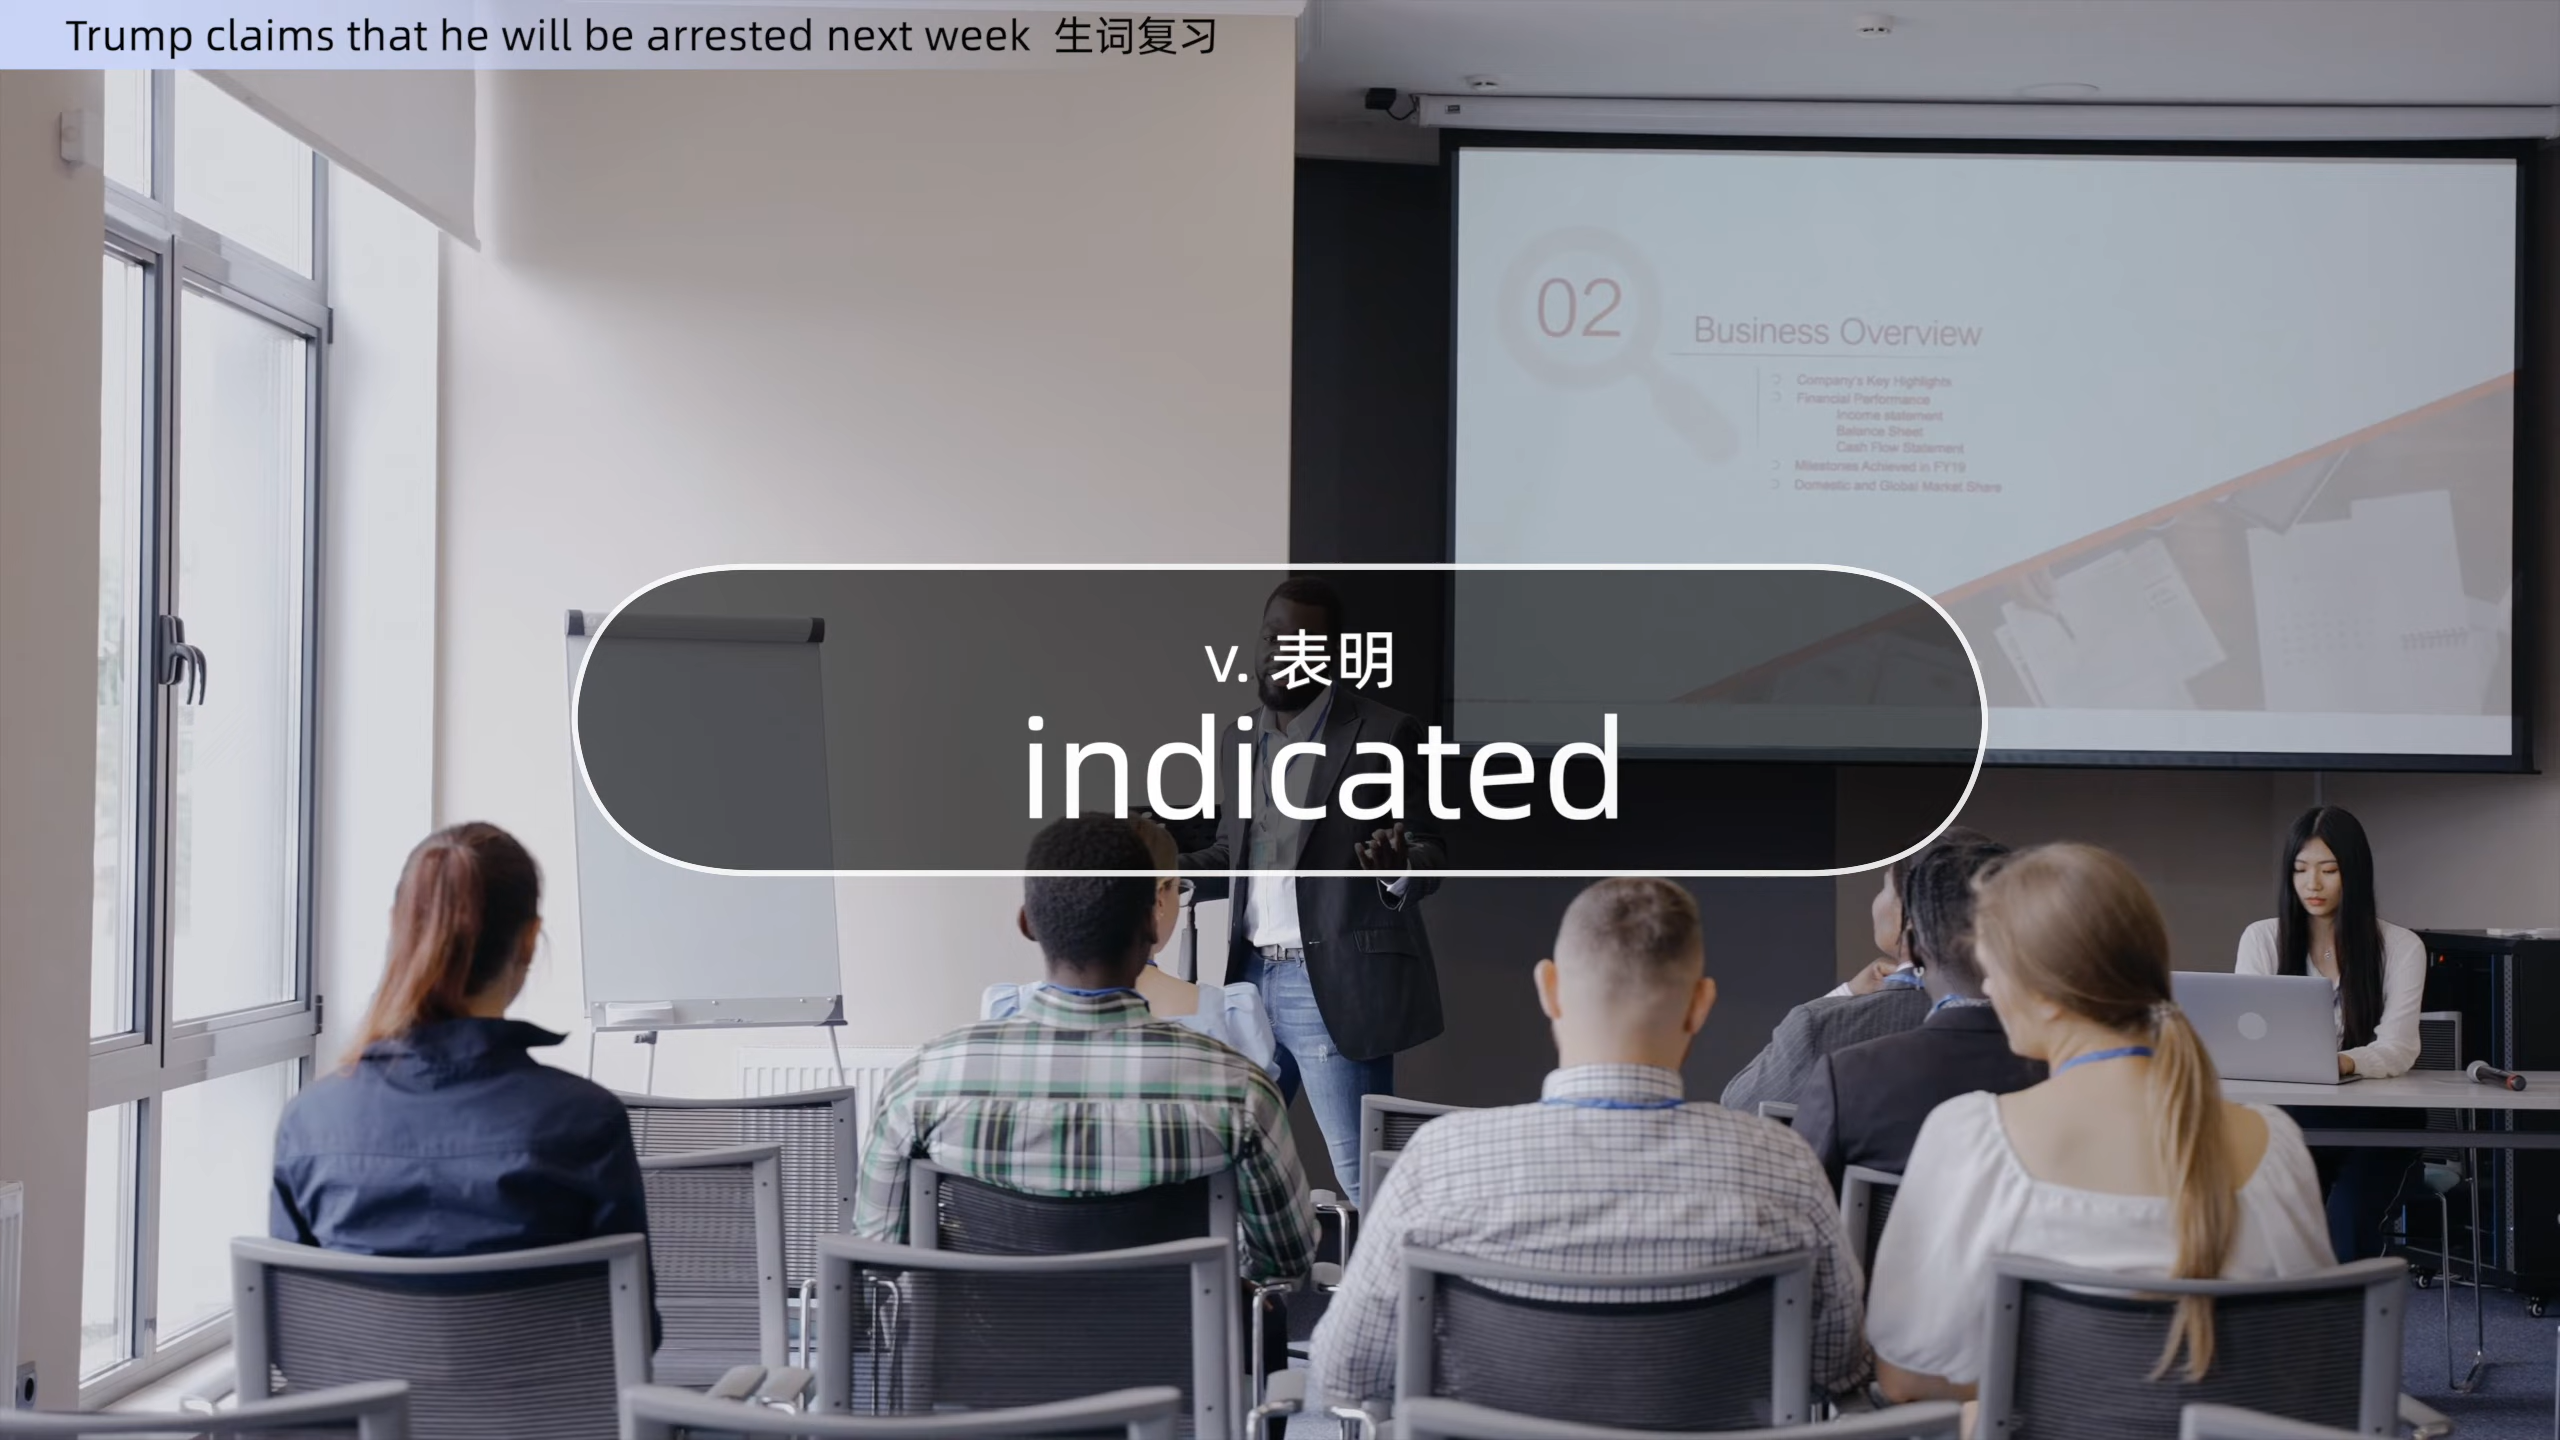 Trump claims that he will be arrested next week 生词复习
02
Business Overview
Company's Key Highlights
Financial Performance
Income statement
Balance Sheet
Cash Flow Statement
Milestones Achieved in FY19
Domestic and Global Market Share
v. 表明
indicated